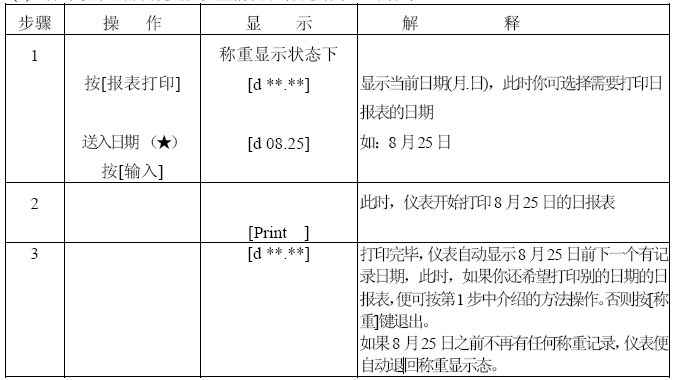 步骤 操 作 显 示 解 释
1 称重显示状态下
按[报表打印] [d **.**] 显示当前日期(月.日)，此时你可选择需要打印日
报表的日期
送入日期（★） [d 08.25] 如：8 月 25 日
按[输入]
2 此时，仪表开始打印 8 月 25 日的日报表
[Print ]
3 [d **.**] 打印完毕，仪表自动显示 8 月 25 日前下一个有记
录日期，此时，如果你还希望打印别的日期的日
报表，便可按第 1 步中介绍的方法操作。否则按[称
重]键退出。
如果 8 月 25 日之前不再有任何称重记录，仪表便
自动退回称重显示态。